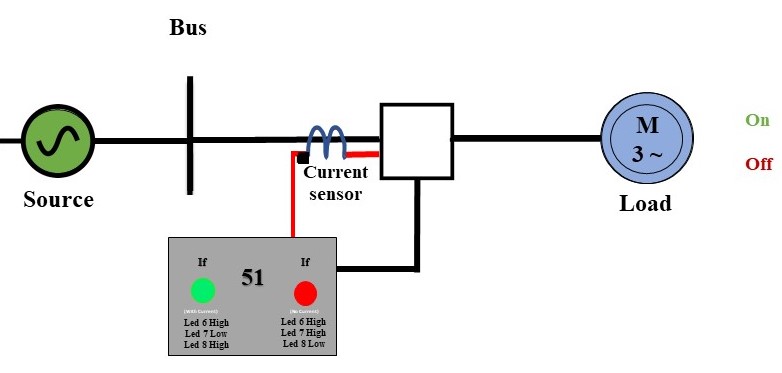 Bus
Source
Current
sensor
M
3 ~
Load
On
Off
51
If
(With Current)
Led 6 High
Led 7 Low
Led 8 High
If
(No Current)
Led 6 High
Led 7 High
Led 8 Low